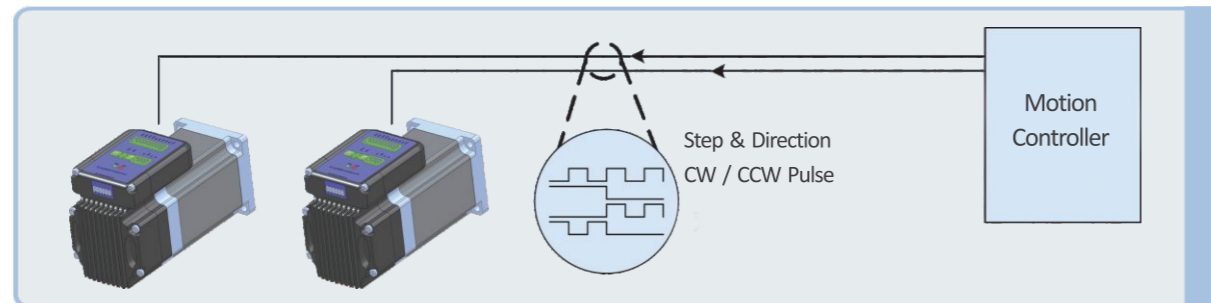 Step & Direction
CW / CCW Pulse
Motion
Controller